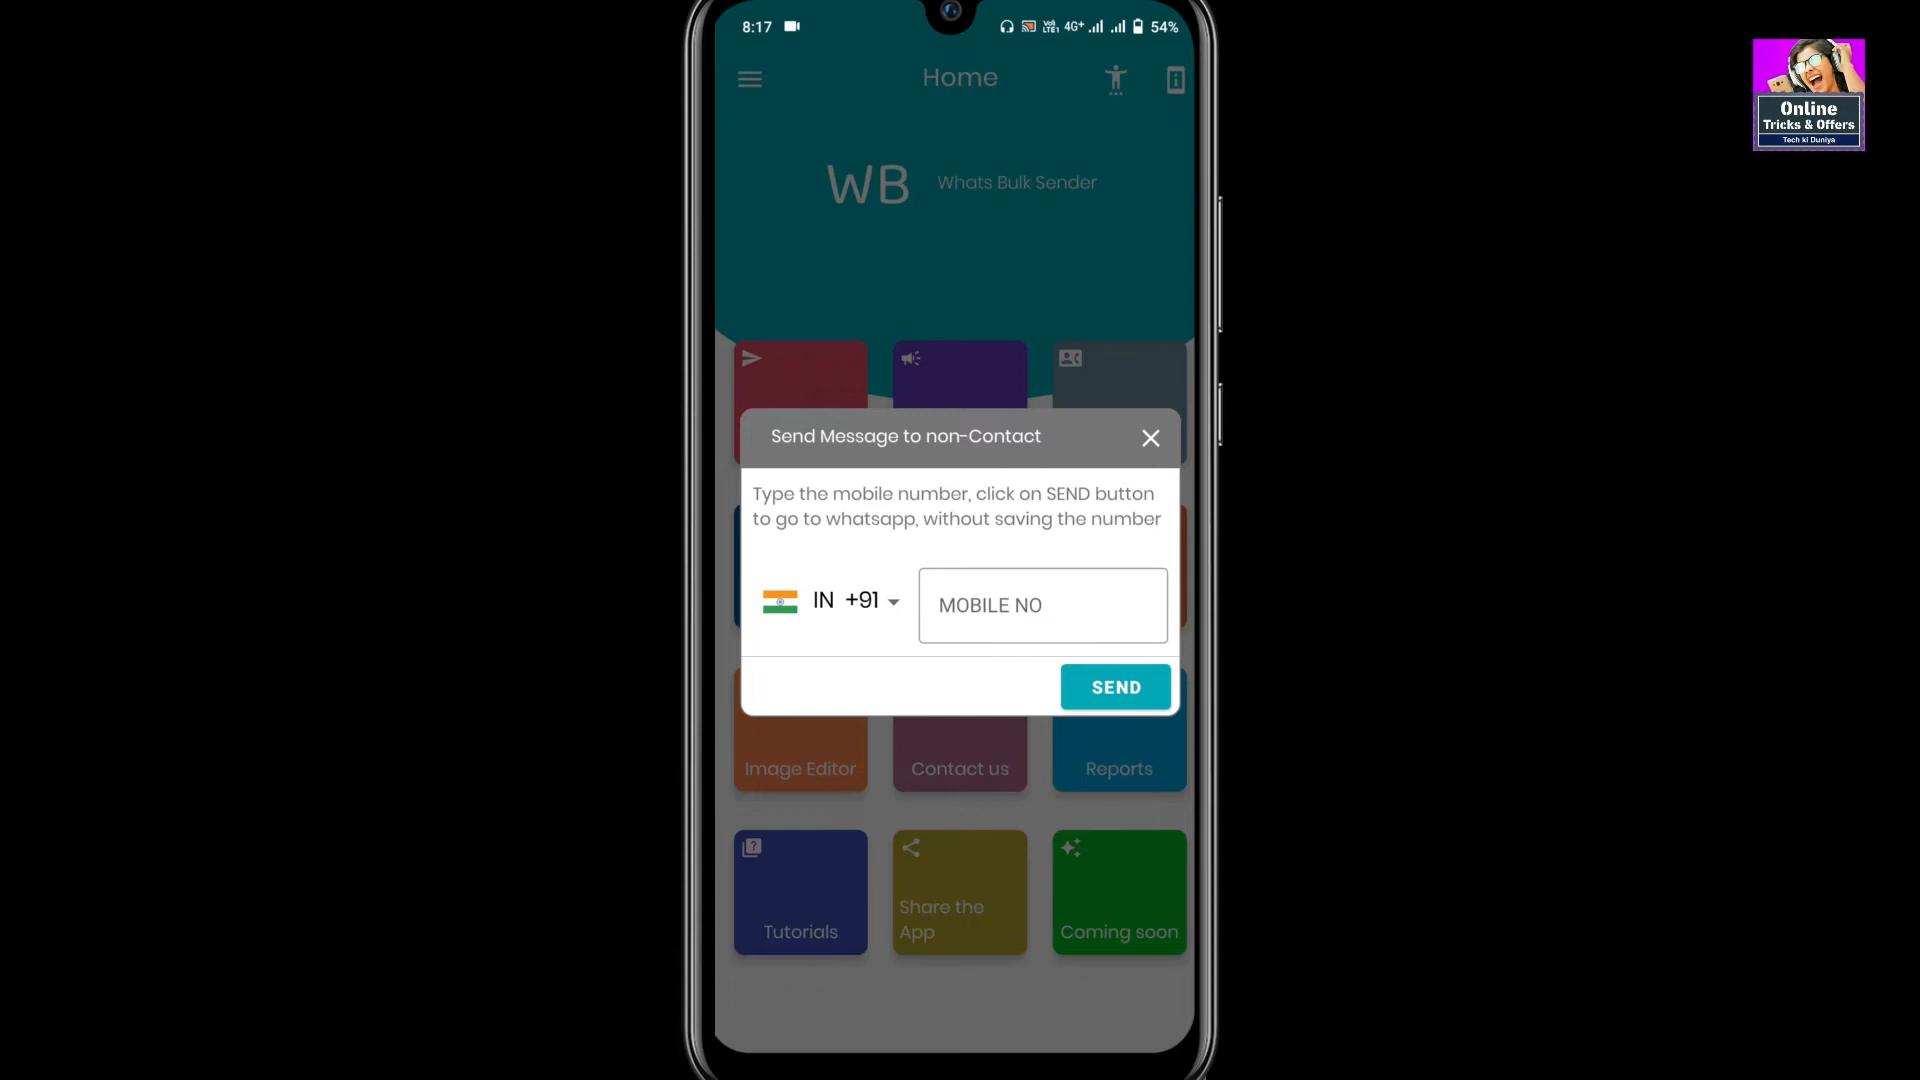 8:17
Vo)
LTE1
4G+
54%
Home
WB
Whats Bulk Sender
Send Message to non-Contact
Type the mobile number, click on SEND button
to go to whatsapp, without saving the number
IN +91
MOBILE NO
SEND
Image Editor
Contact us
Reports
Tutorials
Share the
App
Coming soon
Online
Tricks & Offers
Tech ki Duniya